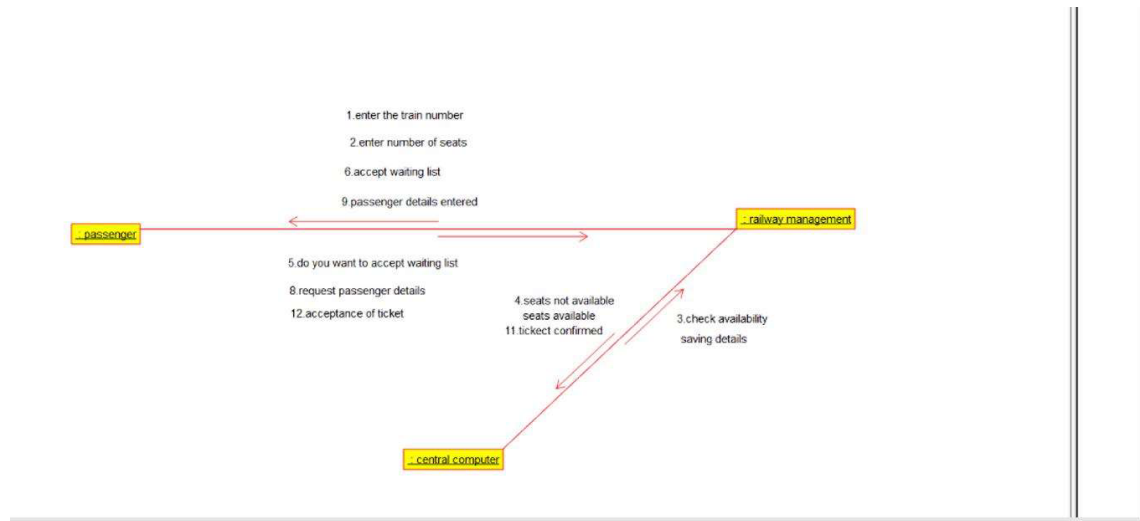 1.enter the train number
2.enter number of seats
6.accept waiting list
9.passenger details entered
: passenger
: railway management
5.do you want to accept waiting list
8.request passenger details
12.acceptance of ticket
4.seats not available
seats available
11.tickect confirmed
3.check availability
saving details
: central computer